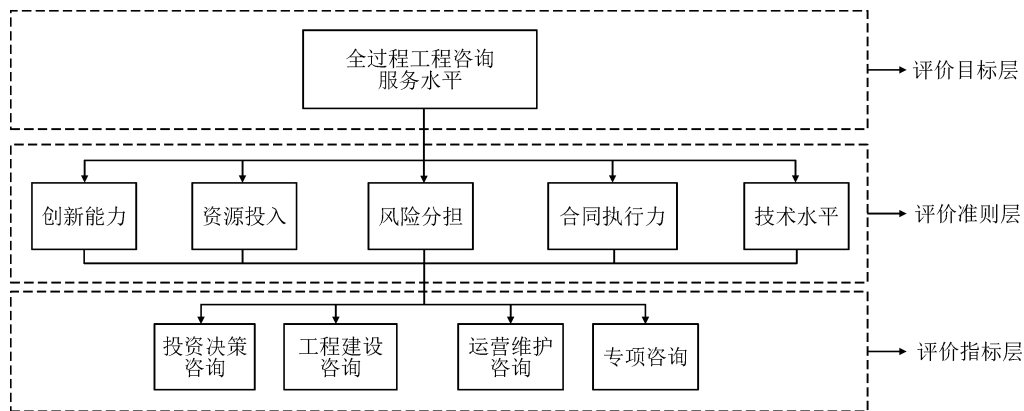 全过程工程咨询
服务水平
评价目标层
创新能力
资源投入
风险分担
合同执行力
技术水平
评价准则层
投资决策
咨询
工程建设
咨询
运营维护
咨询
专项咨询
评价指标层